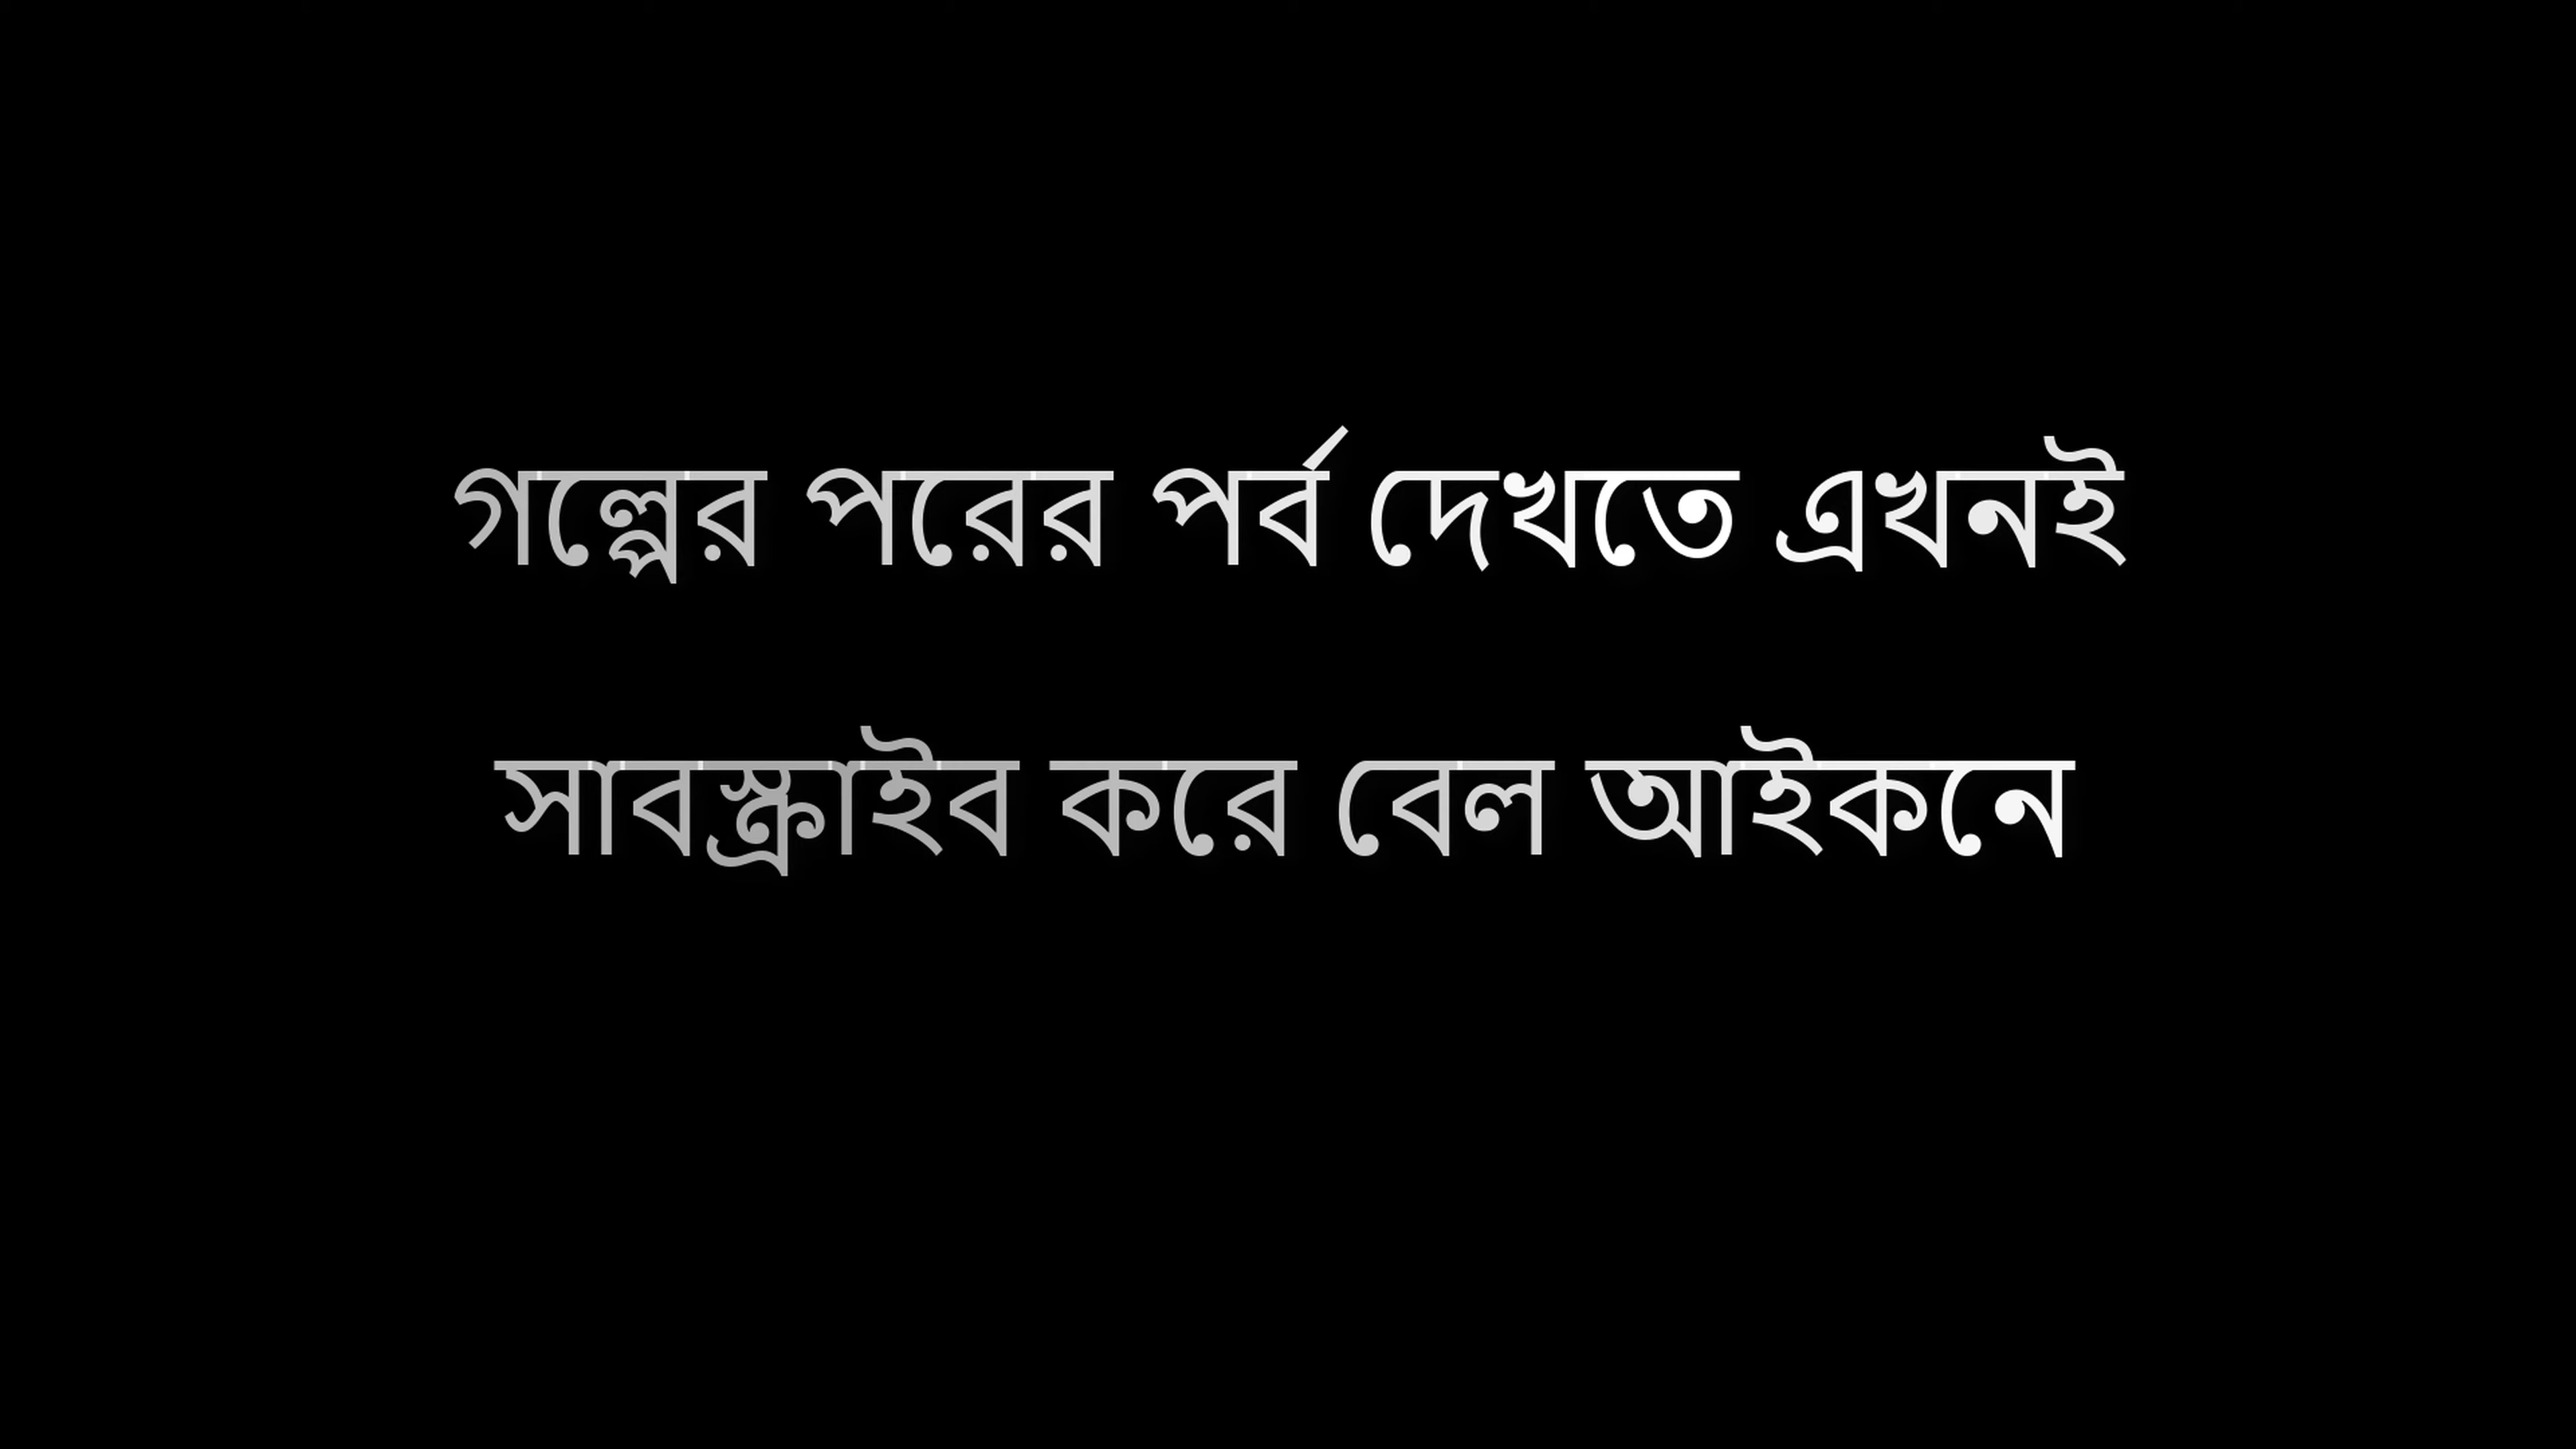 গল্পের পরের পর্ব দেখতে এখনই
সাবস্ক্রাইব করে বেল আইকনে